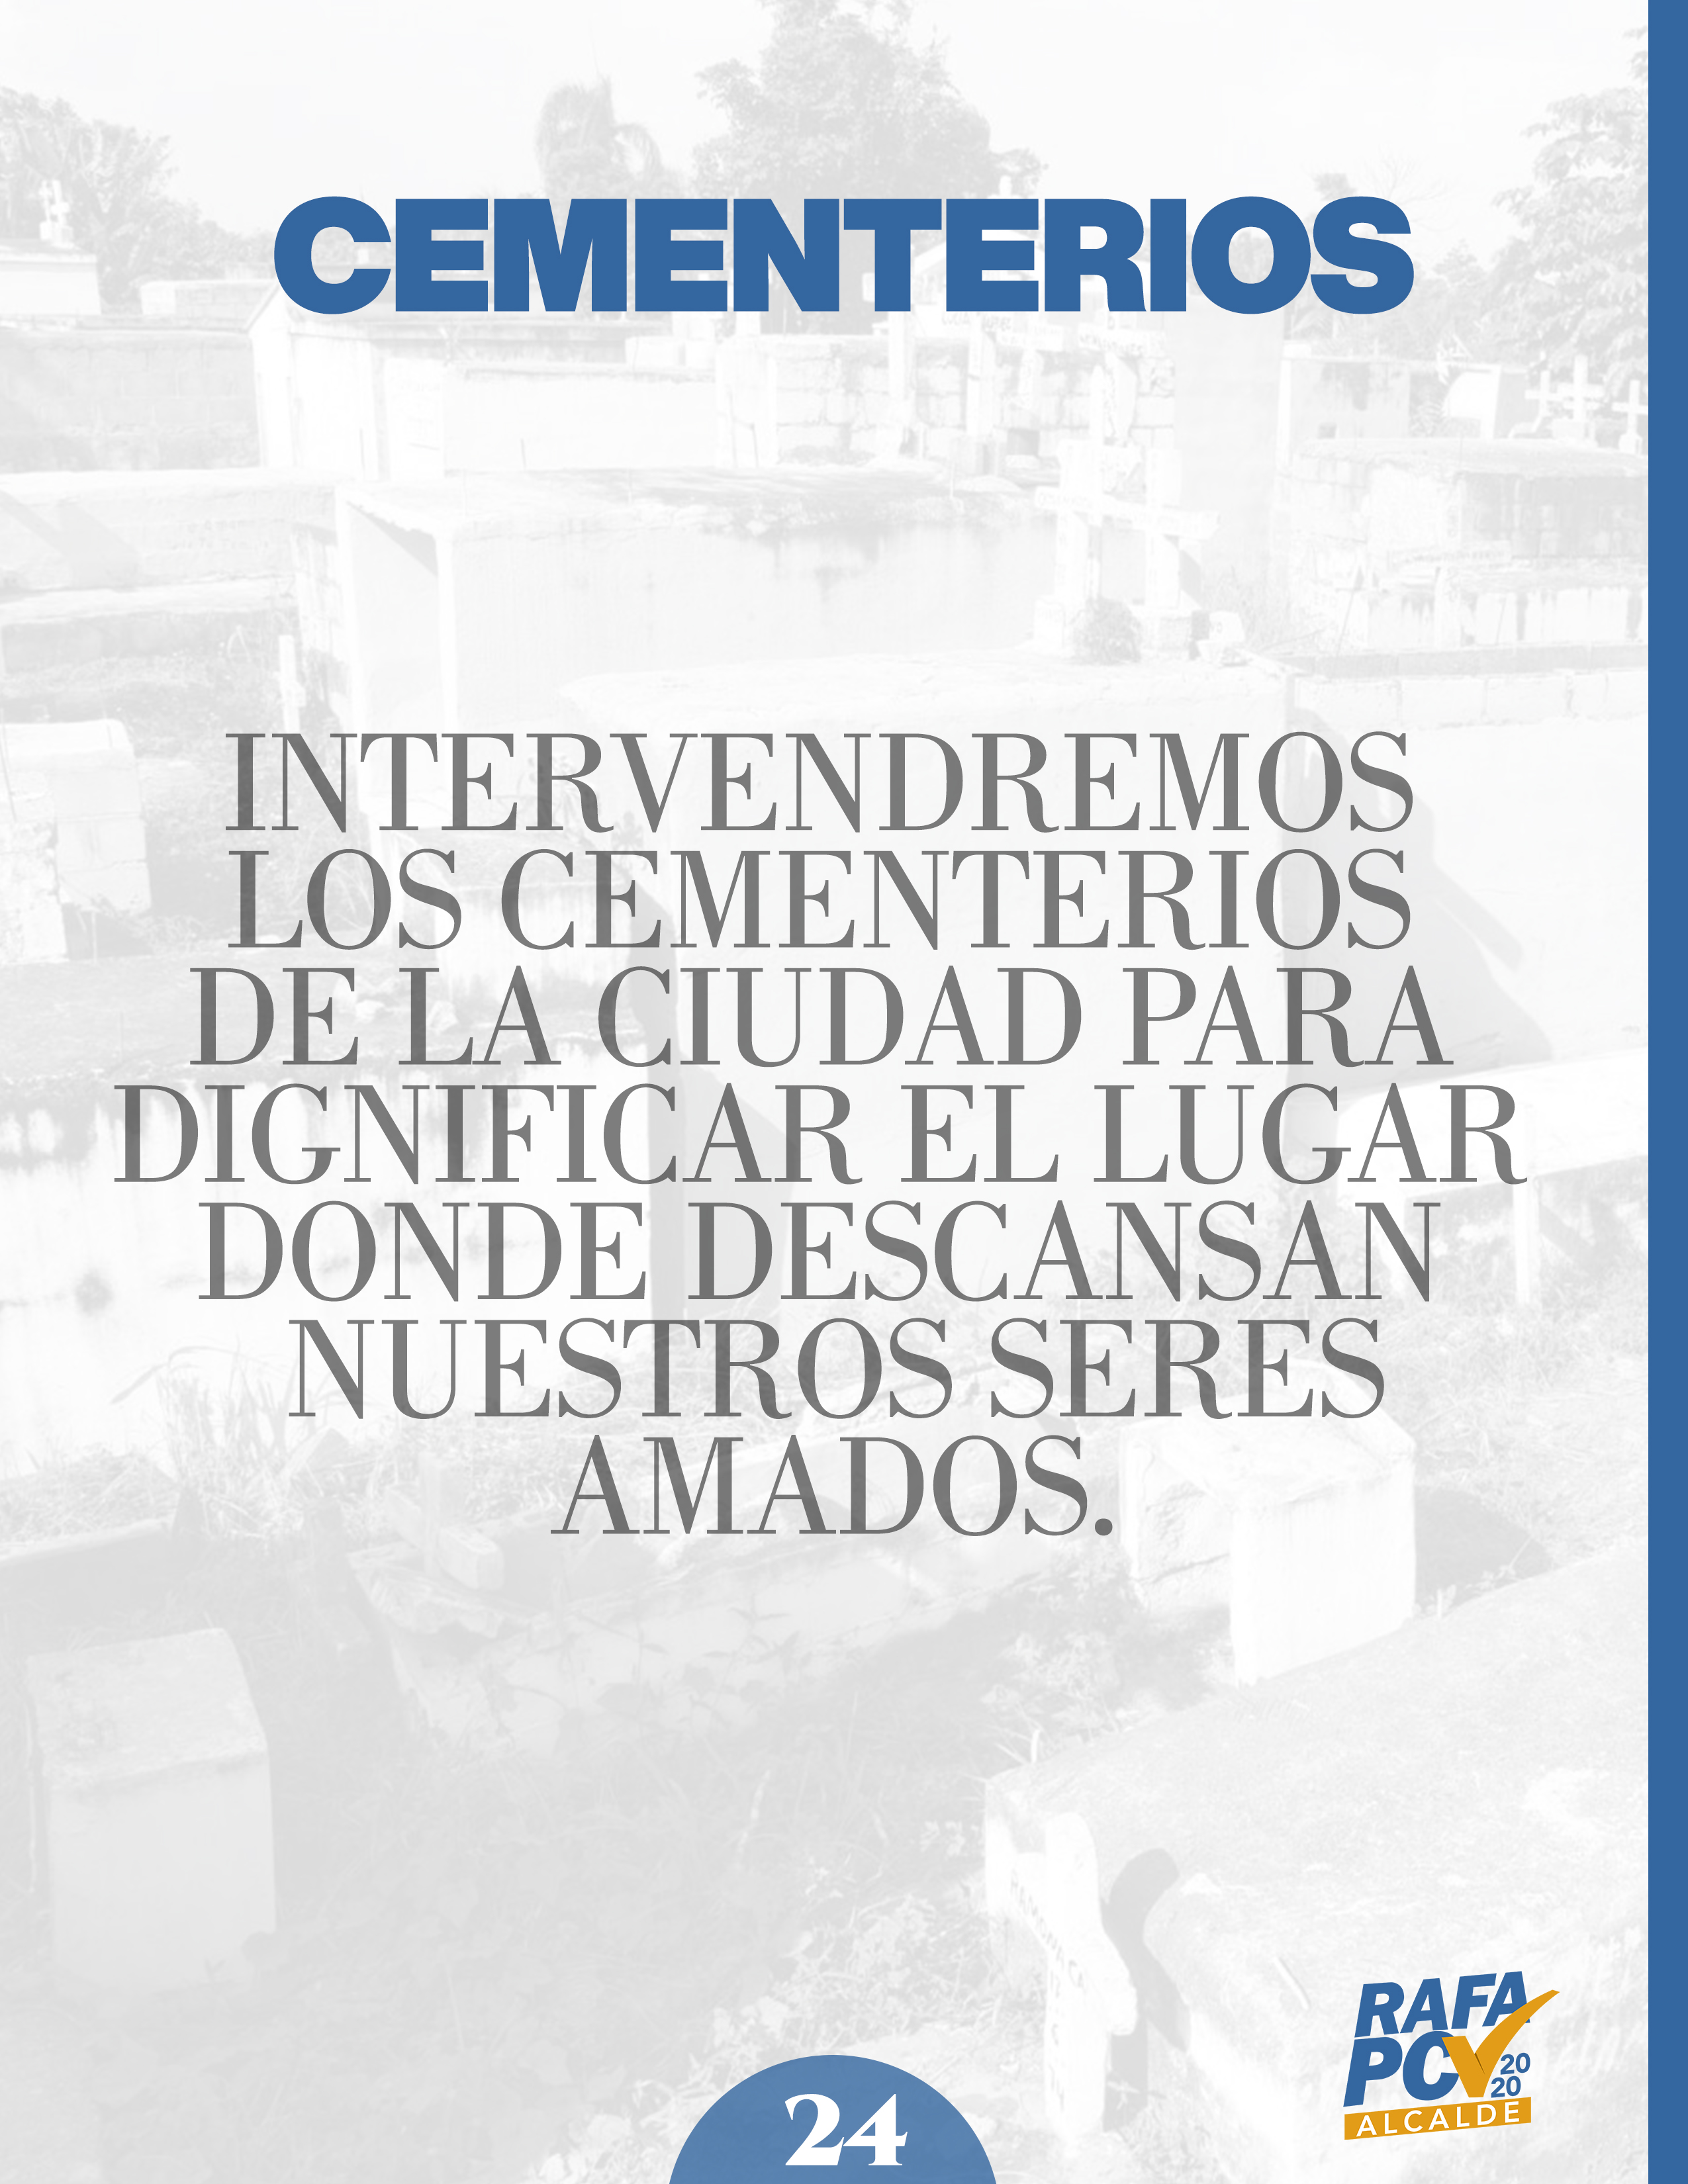 CEMENTERIOS
INTERVENDREMOS
LOS CEMENTERIOS
DE LA CIUDAD PARA
DIGNIFICAR EL LUGAR
DONDE DESCANSAN
NUESTROS SERES
AMADOS.
24
RAFA
PC
20
20
ALCALDE